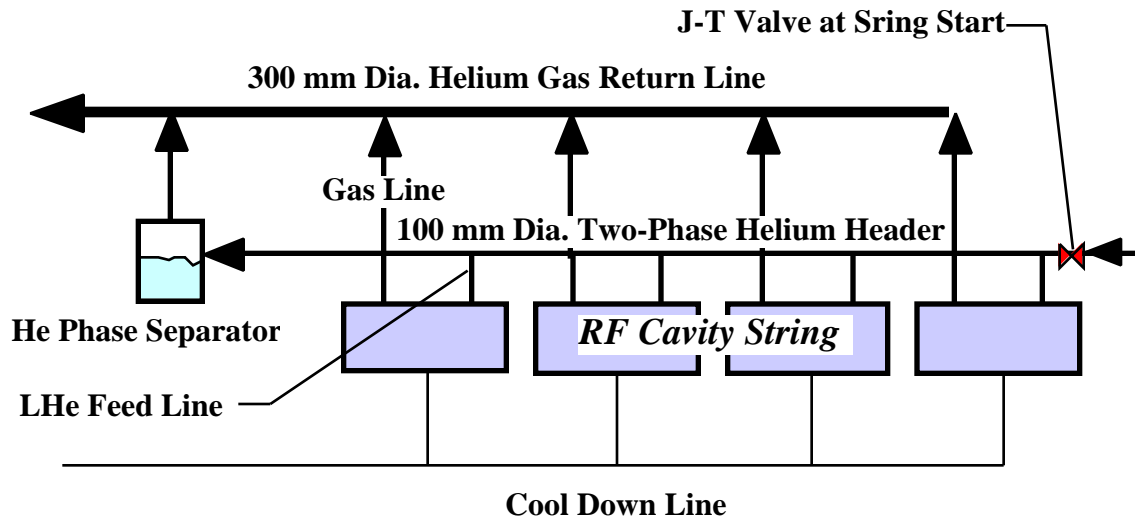 J-T Valve at Sring Start
300 mm Dia. Helium Gas Return Line
Gas Line
100 mm Dia. Two-Phase Helium Header
He Phase Separator
RF Cavity String
LHe Feed Line
Cool Down Line